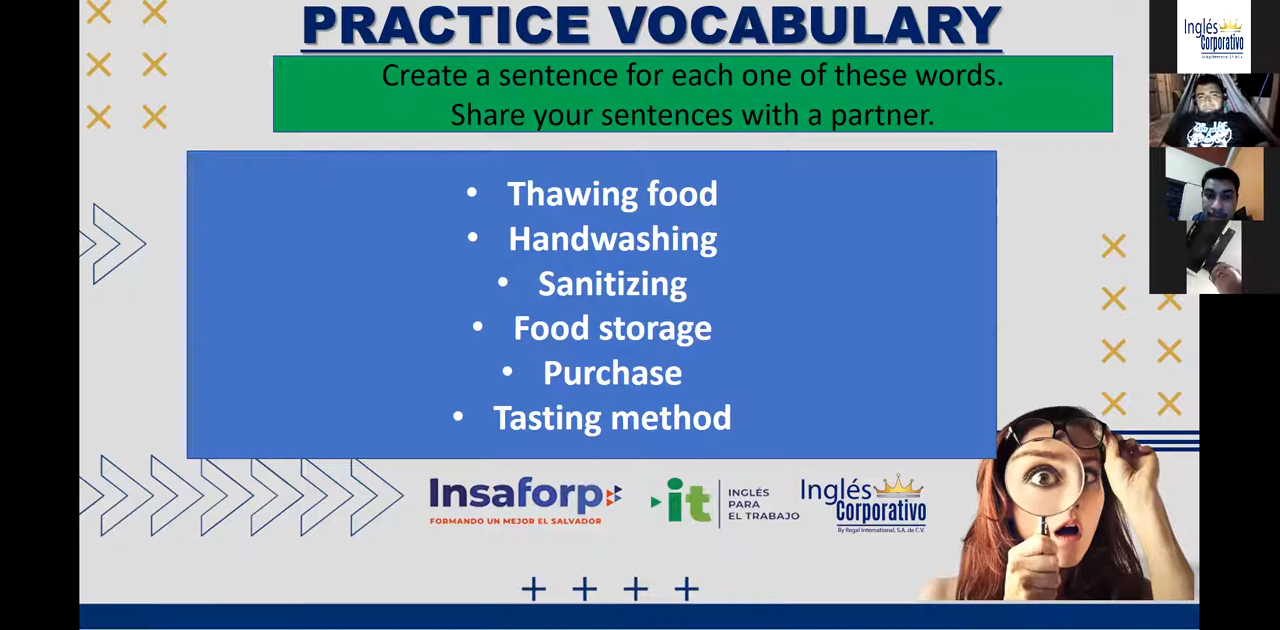 PRACTICE VOCABULARY
Create a sentence for each one of these words.
Share your sentences with a partner.
• Thawing food
• Handwashing
• Sanitizing
• Food storage
• Purchase
• Tasting method
Insaforp
FORMANDO UN MEJOR EL SALVADOR
it
INGLÉS
PARA
EL TRABAJO
Inglés
Corporativo
By Regal International, S.A. de C.V.
Inglés
Corporativo